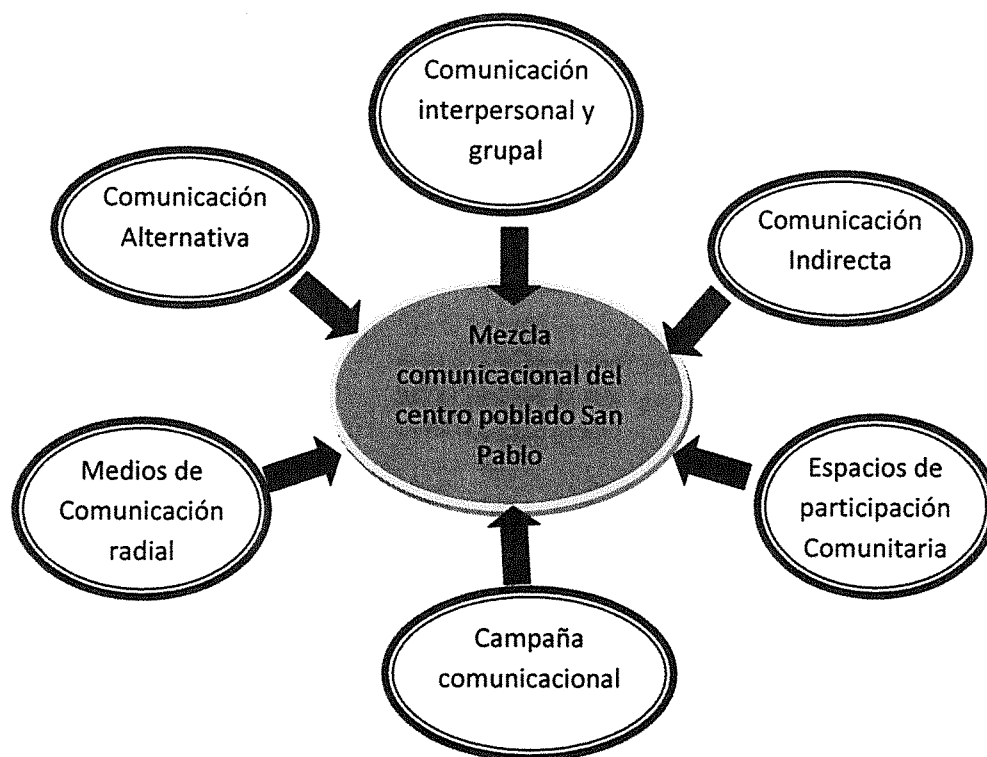 Comunicación
interpersonal y
grupal
Comunicación
Alternativa
Comunicación
Indirecta
Mezcla
comunicacional del
centro poblado San
Pablo
Medios de
Comunicación
radial
Espacios de
participación
Comunitaria
Campaña
comunicacional